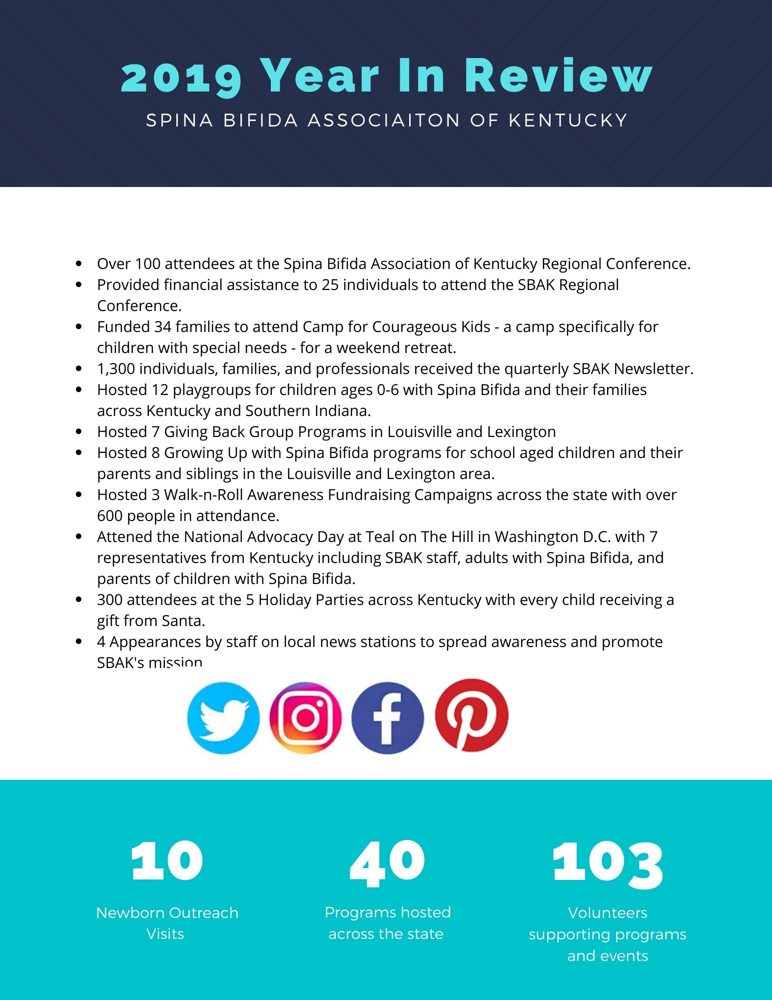 2019 Year In Review
SPINA BIFIDA ASSOCIAITON OF KENTUCKY
• Over 100 attendees at the Spina Bifida Association of Kentucky Regional Conference.
• Provided financial assistance to 25 individuals to attend the SBAK Regional
Conference.
• Funded 34 families to attend Camp for Courageous Kids - a camp specifically for
children with special needs - for a weekend retreat.
• 1,300 individuals, families, and professionals received the quarterly SBAK Newsletter.
• Hosted 12 playgroups for children ages 0-6 with Spina Bifida and their families
across Kentucky and Southern Indiana.
• Hosted 7 Giving Back Group Programs in Louisville and Lexington
• Hosted 8 Growing Up with Spina Bifida programs for school aged children and their
parents and siblings in the Louisville and Lexington area.
• Hosted 3 Walk-n-Roll Awareness Fundraising Campaigns across the state with over
600 people in attendance.
• Attened the National Advocacy Day at Teal on The Hill in Washington D.C. with 7
representatives from Kentucky including SBAK staff, adults with Spina Bifida, and
parents of children with Spina Bifida.
• 300 attendees at the 5 Holiday Parties across Kentucky with every child receiving a
gift from Santa.
• 4 Appearances by staff on local news stations to spread awareness and promote
SBAK's mission
10
Newborn Outreach
Visits
40
Programs hosted
across the state
103
Volunteers
supporting programs
and events